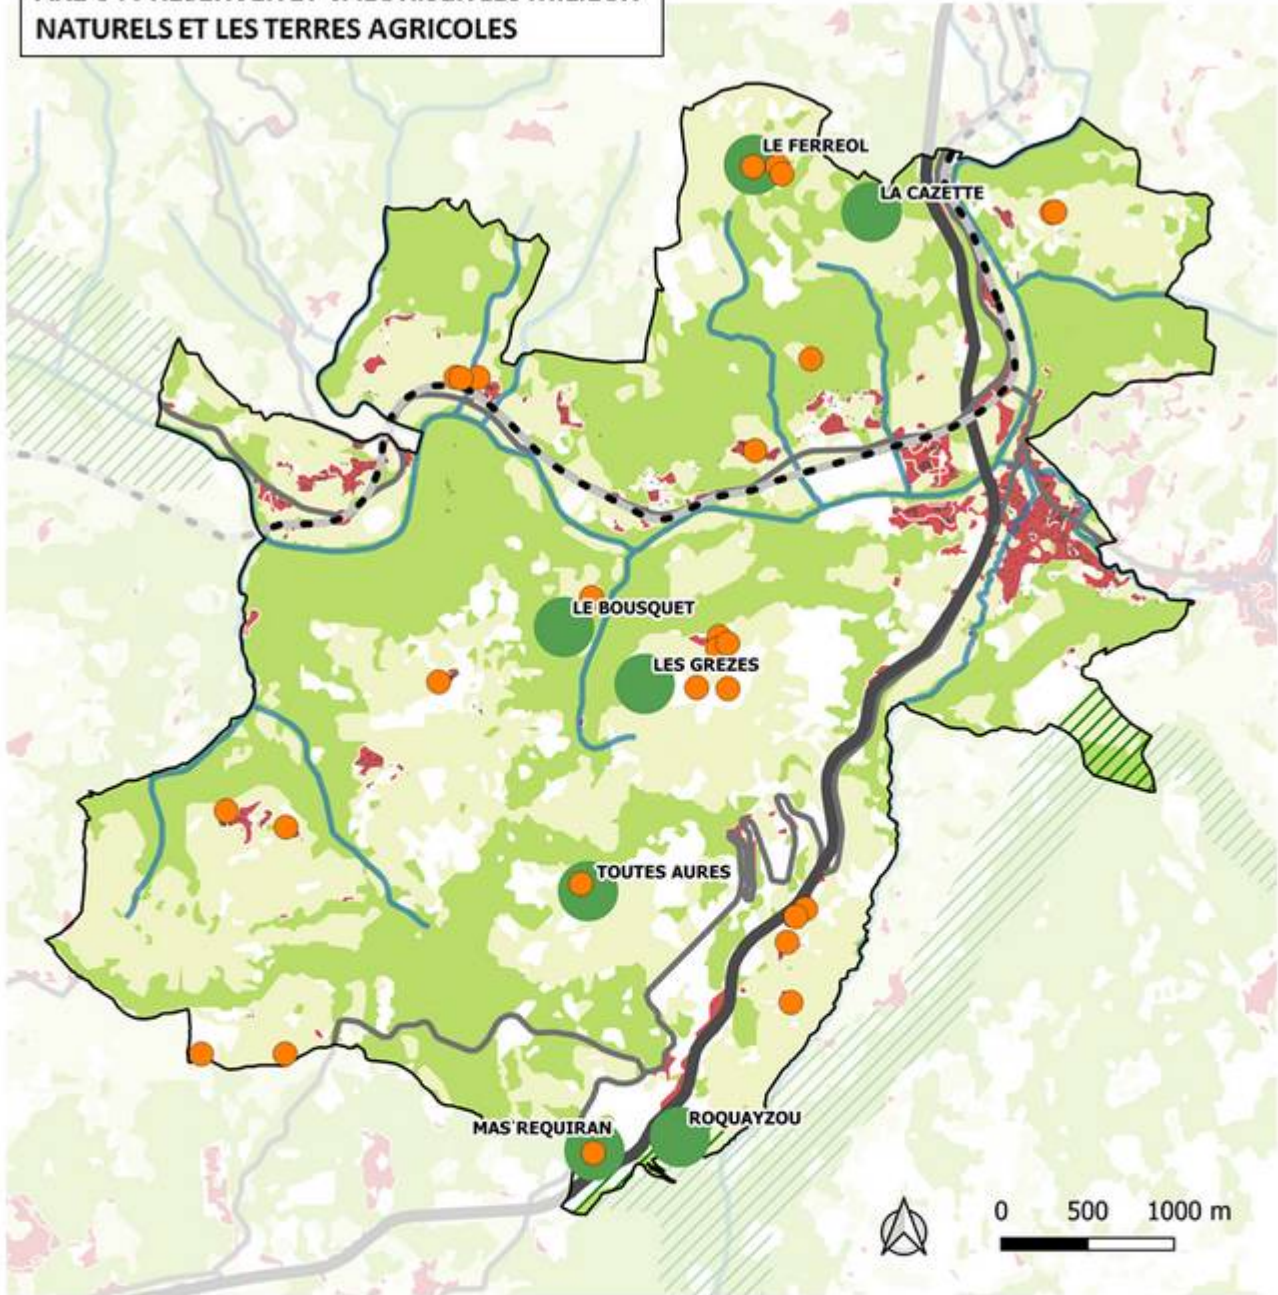 NATURELS ET LES TERRES AGRICOLES
LE FERREOL
LA CAZETTE
LE BOUSQUET
LES GREZES
TOUTES AURES
MAS REQUIRAN
ROQUAYZOU
0 500 1000 m